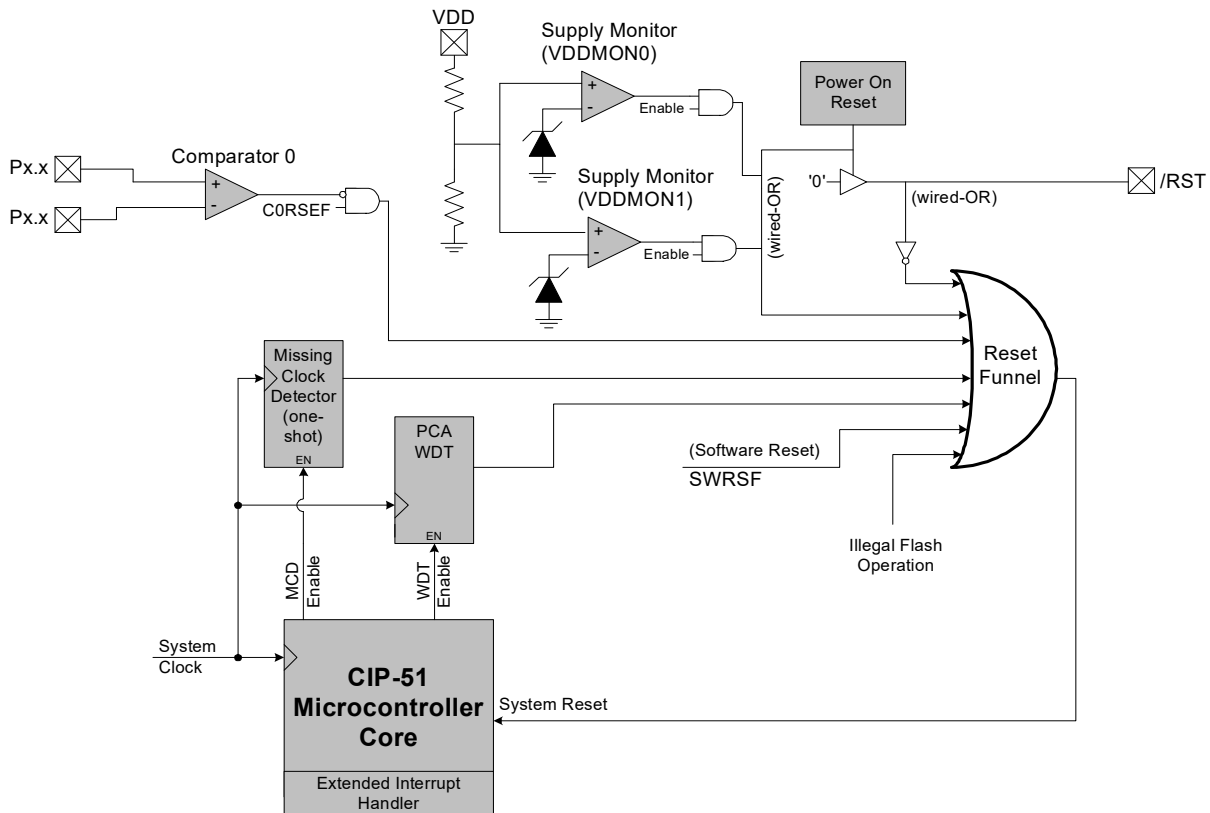 VDD
Supply Monitor
(VDDMON0)
+
-
Enable
Power On
Reset
Px.x
Px.x
Comparator 0
+
-
C0RSEF
Supply Monitor
(VDDMON1)
+
-
Enable
(wired-OR)
'0'
(wired-OR)
/RST
Missing
Clock
Detector
(one-
shot)
EN
PCA
WDT
EN
Reset
Funnel
(Software Reset)
SWRSF
Illegal Flash
Operation
MCD
Enable
WDT
Enable
System
Clock
CIP-51
Microcontroller
Core
System Reset
Extended Interrupt
Handler